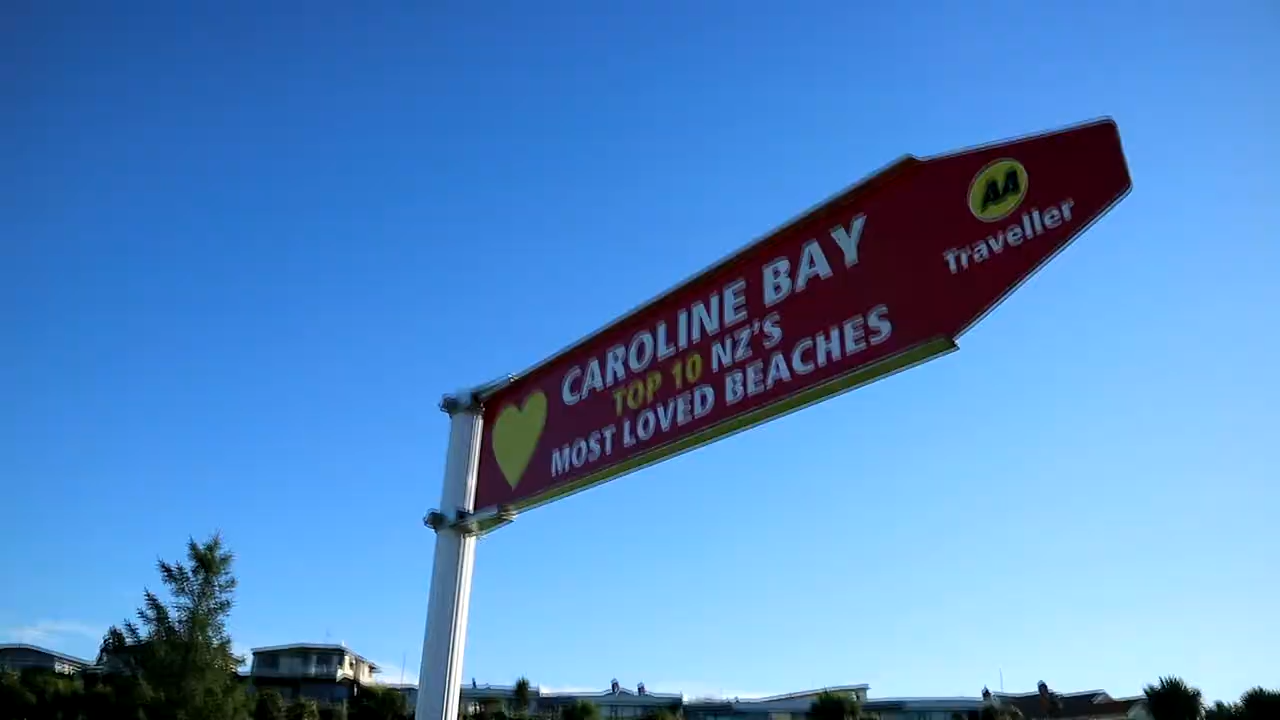 CAROLINE BAY
TOP 10 NZ'S
MOST LOVED BEACHES
AA
Traveller